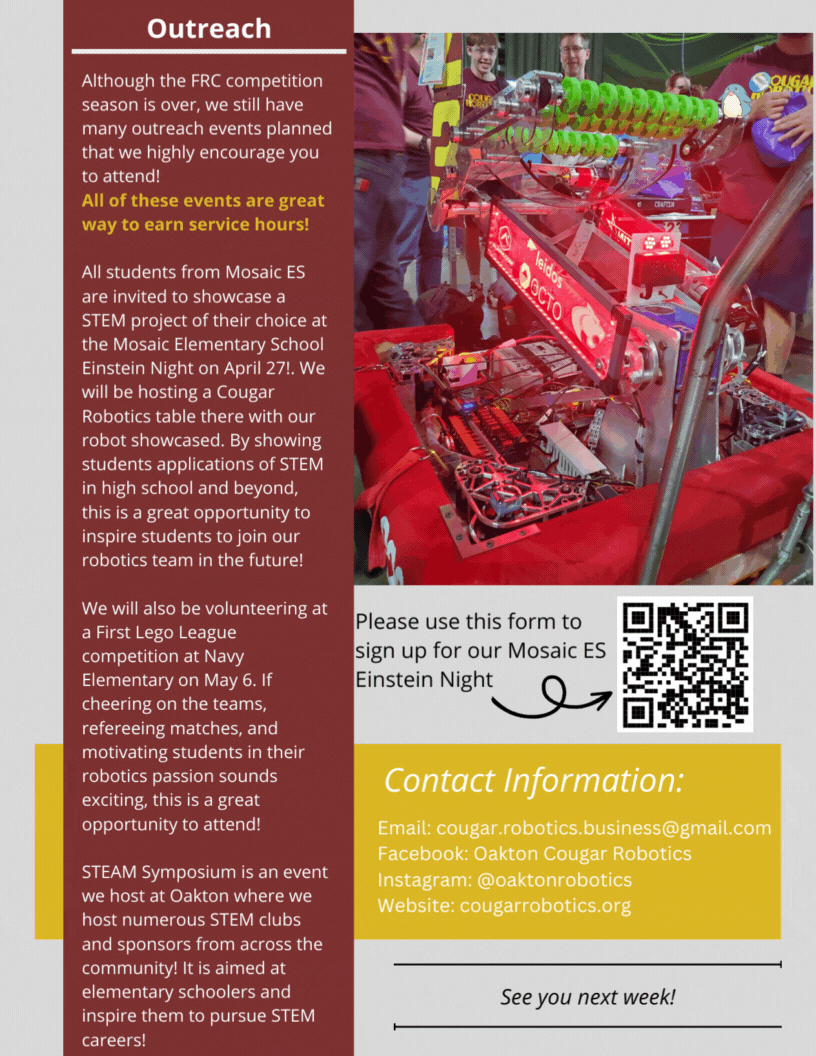 Outreach
Although the FRC competition
season is over, we still have
many outreach events planned
that we highly encourage you
to attend!
All of these events are great
way to earn service hours!
All students from Mosaic ES
are invited to showcase a
STEM project of their choice at
the Mosaic Elementary School
Einstein Night on April 27!. We
will be hosting a Cougar
Robotics table there with our
robot showcased. By showing
students applications of STEM
in high school and beyond,
this is a great opportunity to
inspire students to join our
robotics team in the future!
We will also be volunteering at
a First Lego League
competition at Navy
Elementary on May 6. If
cheering on the teams,
refereeing matches, and
motivating students in their
robotics passion sounds
exciting, this is a great
opportunity to attend!
STEAM Symposium is an event
we host at Oakton where we
host numerous STEM clubs
and sponsors from across the
community! It is aimed at
elementary schoolers and
inspire them to pursue STEM
careers!
leidos
OCTO
Please use this form to
sign up for our Mosaic ES
Einstein Night
Contact Information:
Email: cougar.robotics.business@gmail.com
Facebook: Oakton Cougar Robotics
Instagram: @oaktonrobotics
Website: cougarrobotics.org
See you next week!